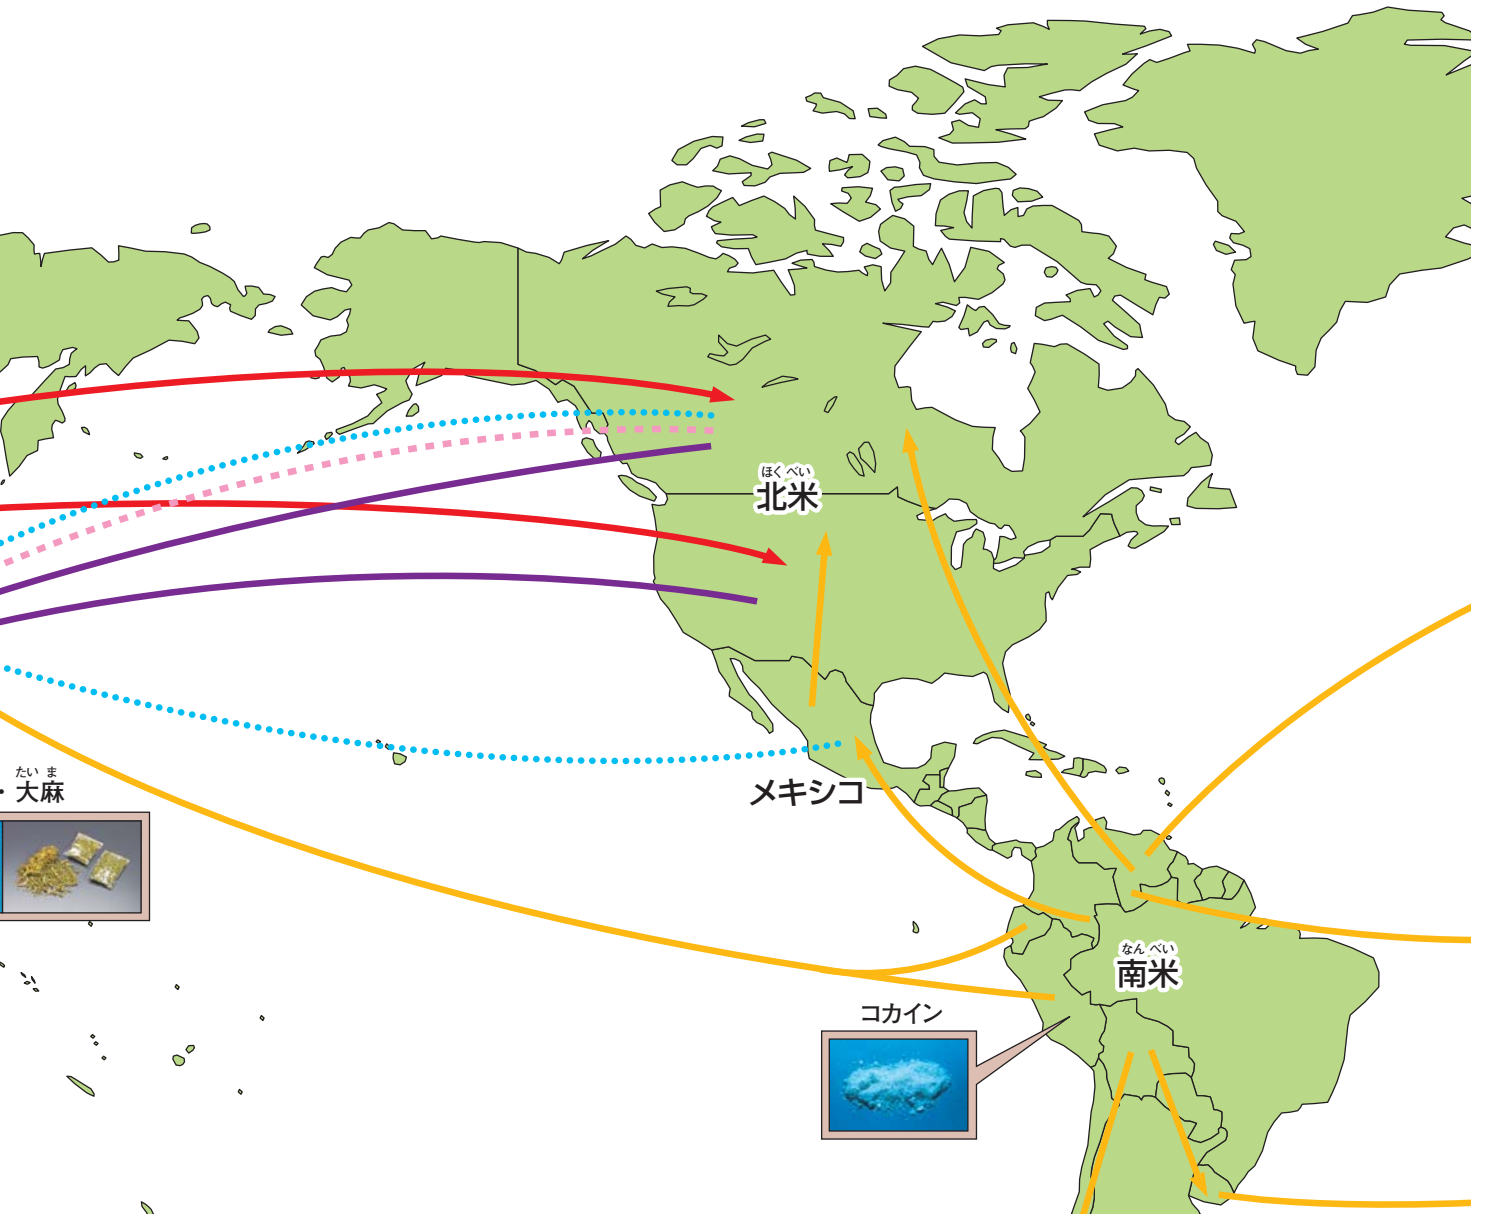 ほく べい
北米
メキシコ
たい ま
・ 大麻
なん べい
南米
コカイン